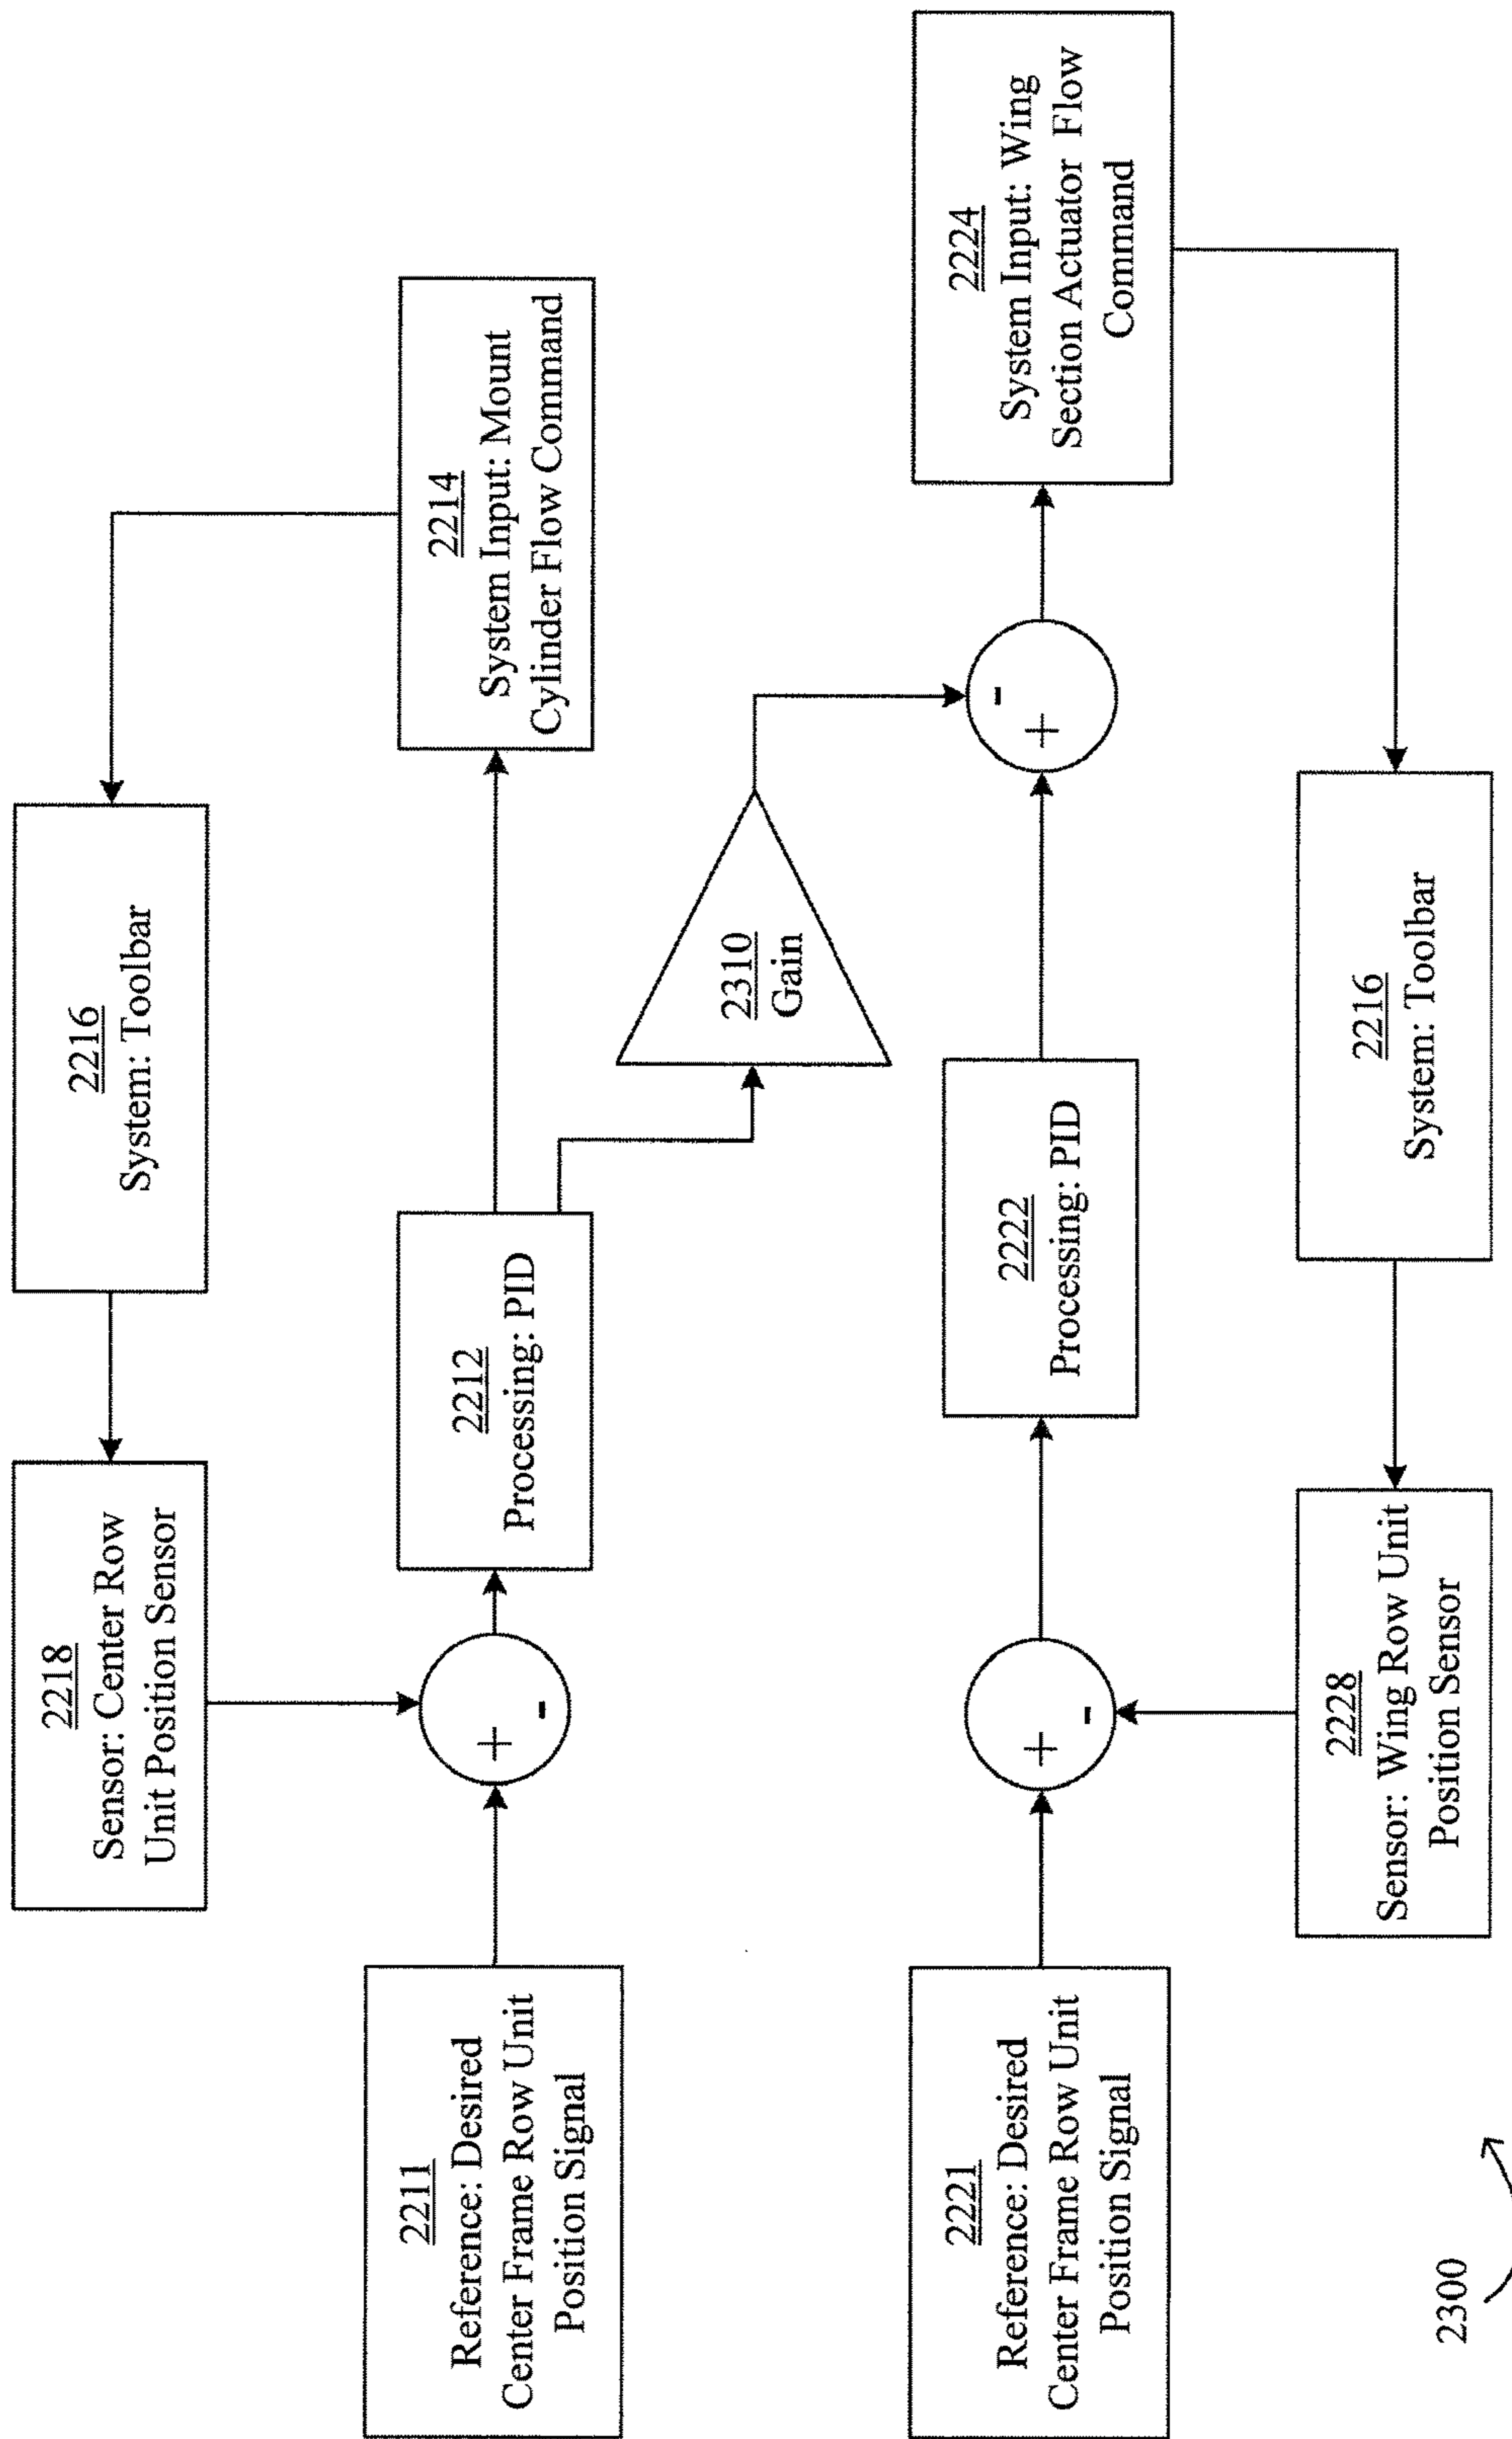 2218
Sensor: Center Row
Unit Position Sensor
2216
System: Toolbar
2211
Reference: Desired
Center Frame Row Unit
Position Signal
+
-
2212
Processing: PID
2214
System Input: Mount
Cylinder Flow Command
2310
Gain
2221
Reference: Desired
Center Frame Row Unit
Position Signal
+
-
2222
Processing: PID
+
-
2224
System Input: Wing
Section Actuator Flow
Command
2228
Sensor: Wing Row Unit
Position Sensor
2216
System: Toolbar
2300